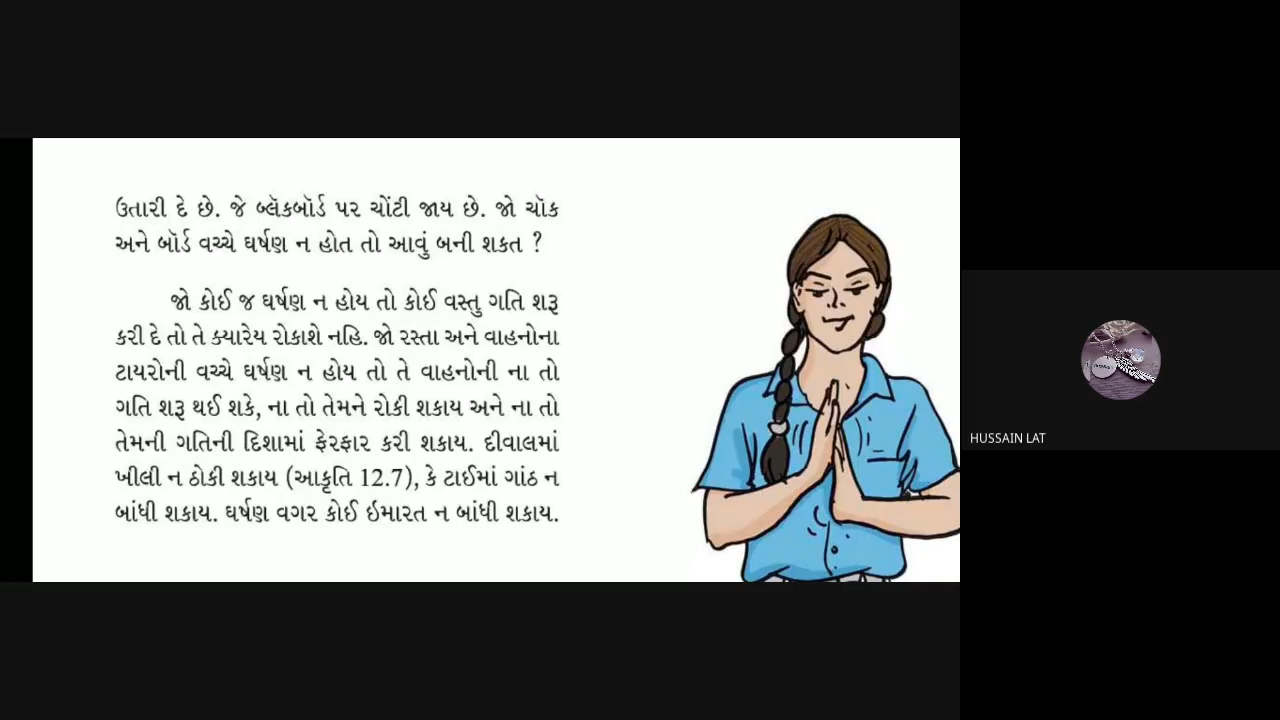 ઉતારી દે છે. જે બ્લૅકબૉર્ડ પર ચોંટી જાય છે. જો ચૉક
અને બૉર્ડ વચ્ચે ઘર્ષણ ન હોત તો આવું બની શકત ?
જો કોઈ જ ઘર્ષણ ન હોય તો કોઈ વસ્તુ ગતિ શરૂ
કરી દે તો તે ક્યારેય રોકાશે નહિ. જો રસ્તા અને વાહનોના
ટાયરોની વચ્ચે ઘર્ષણ ન હોય તો તે વાહનોની ના તો
ગતિ શરૂ થઈ શકે, ના તો તેમને રોકી શકાય અને ના તો
તેમની ગતિની દિશામાં ફેરફાર કરી શકાય. દીવાલમાં
ખીલી ન ઠોકી શકાય (આકૃતિ 12.7), કે ટાઈમાં ગાંઠ ન
બાંધી શકાય. ઘર્ષણ વગર કોઈ ઇમારત ન બાંધી શકાય.
HUSSAIN LAT